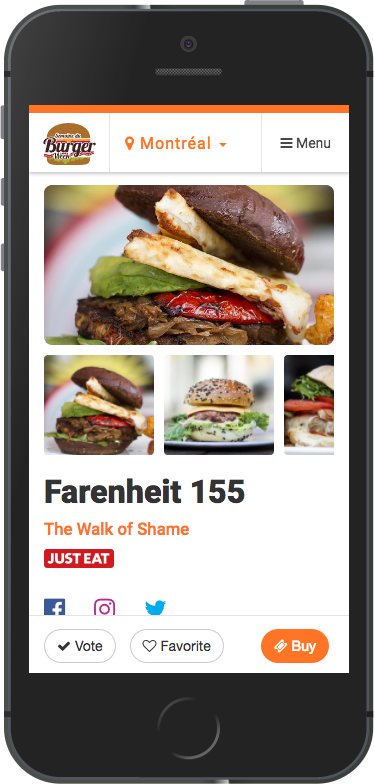 Semaine du
Burger
Week
Montréal
Menu
Farenheit 155
The Walk of Shame
JUST EAT
Vote
Favorite
Buy